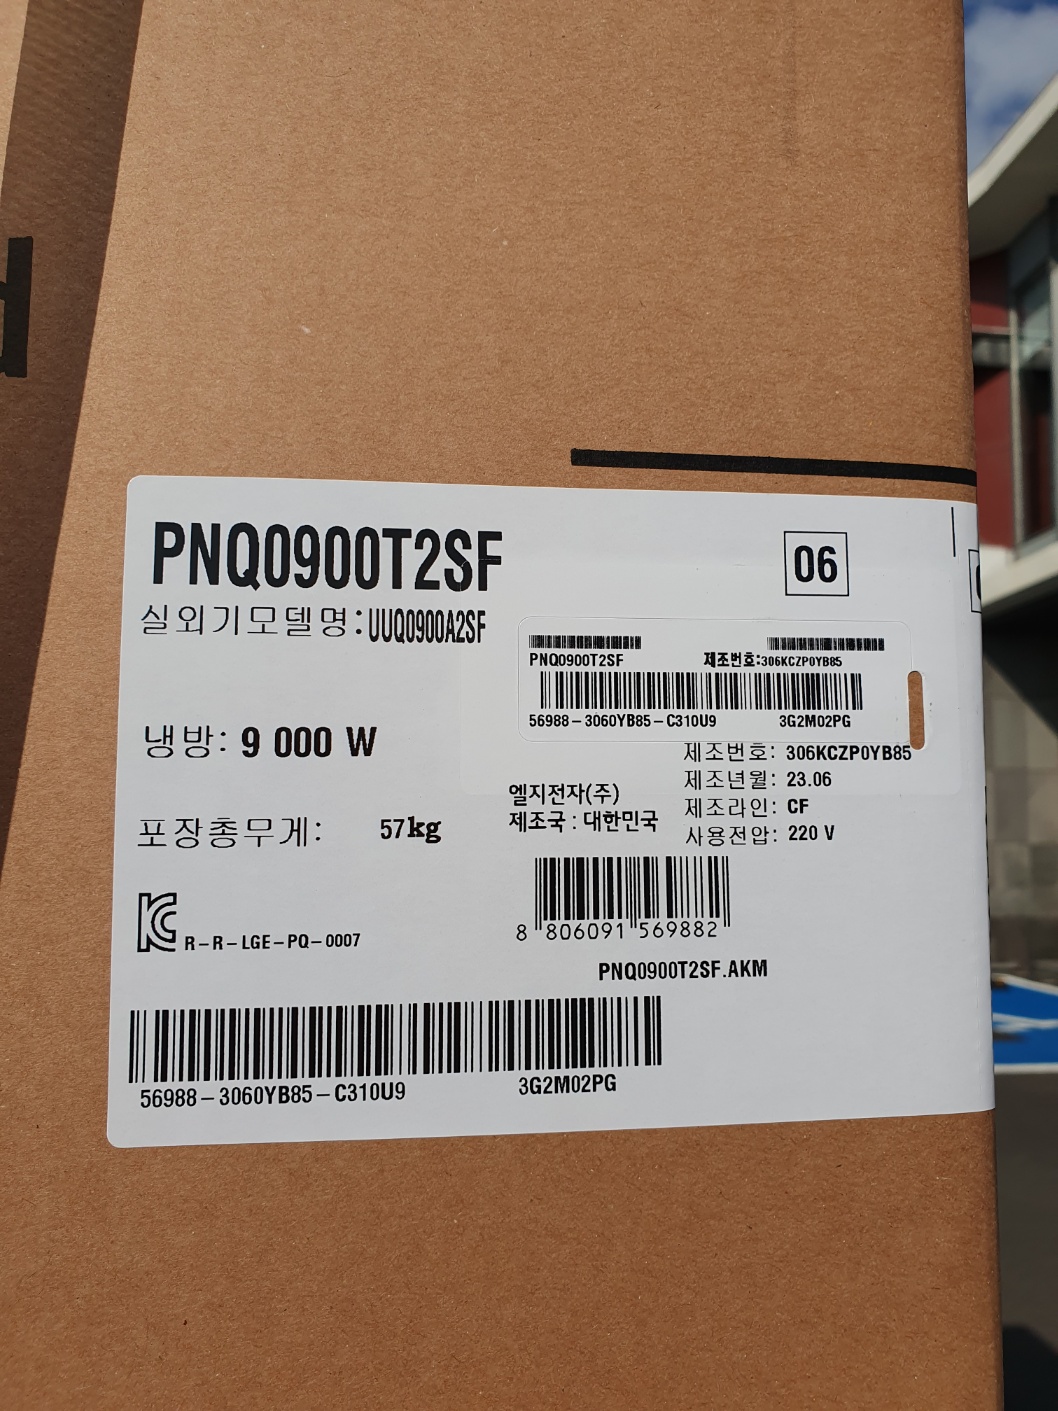 PNQ0900T2SF
06
실외기모델명:UUQ0900A2SF
PNQ0900T2SF 제조번호:306KCZP0YB85
56988-3060YB85-C310U9 3G2M02PG
냉방: 9 000 W
제조번호: 306KCZP0YB85
제조년월: 23.06
엘지전자(주)
제조라인: CF
제조국 : 대한민국
사용전압: 220 V
포장총무게: 57kg
8 806091 569882
R-R-LGE-PQ-0007
PNQ0900T2SF.AKM
56988-3060YB85-C310U9 3G2M02PG